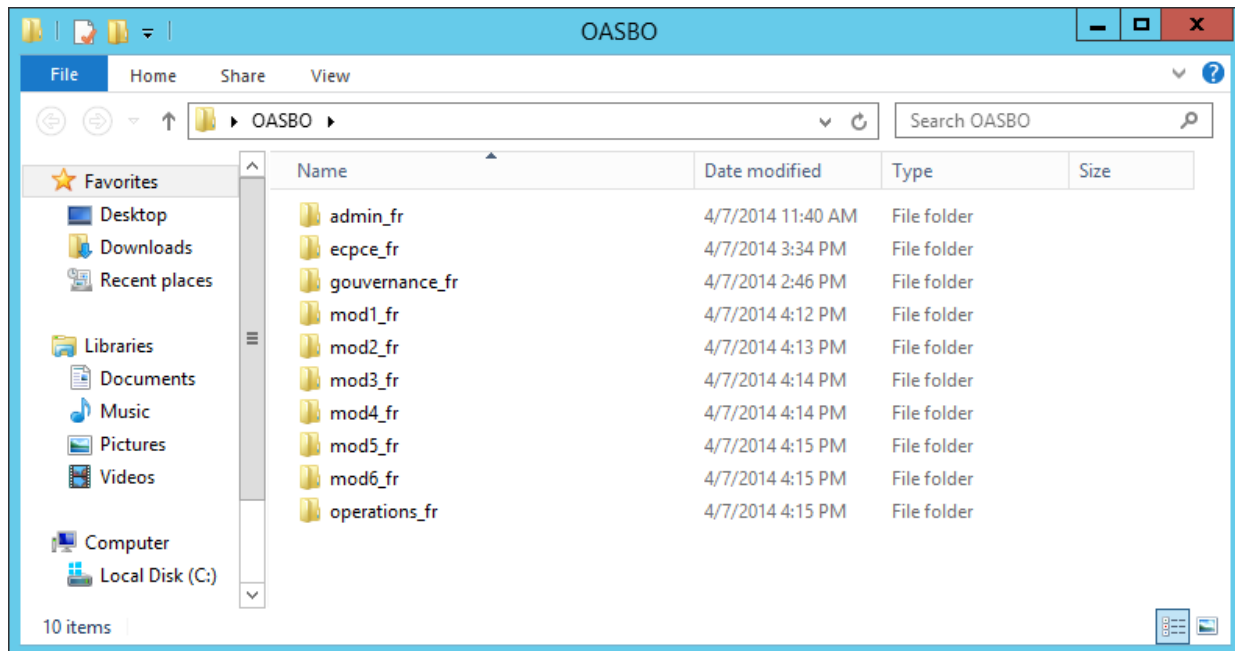 OASBO
File Home Share View
OASBO Search OASBO
Name Date modified Type Size
Favorites
Desktop
Downloads
Recent places
Libraries
Documents
Music
Pictures
Videos
Computer
Local Disk (C:)
admin_fr 4/7/2014 11:40 AM File folder
ecpce_fr 4/7/2014 3:34 PM File folder
gouvernance_fr 4/7/2014 2:46 PM File folder
mod1_fr 4/7/2014 4:12 PM File folder
mod2_fr 4/7/2014 4:13 PM File folder
mod3_fr 4/7/2014 4:14 PM File folder
mod4_fr 4/7/2014 4:14 PM File folder
mod5_fr 4/7/2014 4:15 PM File folder
mod6_fr 4/7/2014 4:15 PM File folder
operations_fr 4/7/2014 4:15 PM File folder
10 items